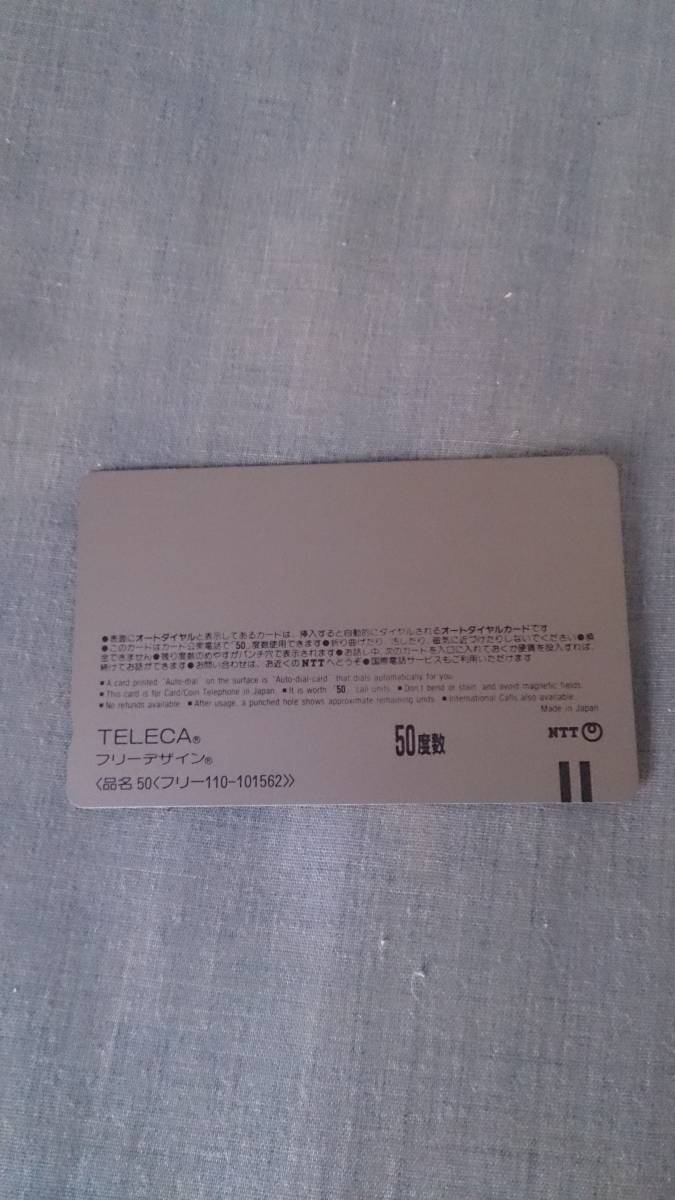 ●表面にオートダイヤルと表示してあるカードは、挿入すると自動的にダイヤルされるオートダイヤルカードです
●このカードはカード公衆電話で"50"度数使用できます●折り曲げたり、汚したり、磁気に近づけたりしないでください●換
金できません●残り度数のめやすがパンチ穴で表示されます●お話し中、次のカードを入口に入れておくか硬貨を投入すれば、
続けてお話ができます●お問い合わせは、お近くのNTTへどうぞ●国際電話サービスもご利用いただけます
■A card printed "Auto-dial" on the surface is "Auto-dial-card" that dials automatically for you.
■This card is for Card/Coin Telephone in Japan. ■It is worth "50" call units. ■Don't bend or stain, and avoid magnetic fields.
■No refunds available. ■After usage, a punched hole shows approximate remaining units. ■International Calls also available.
Made in Japan
TELECA®
50度数
NTT
フリーデザイン®
〈品名 50〈フリー110-101562〉〉